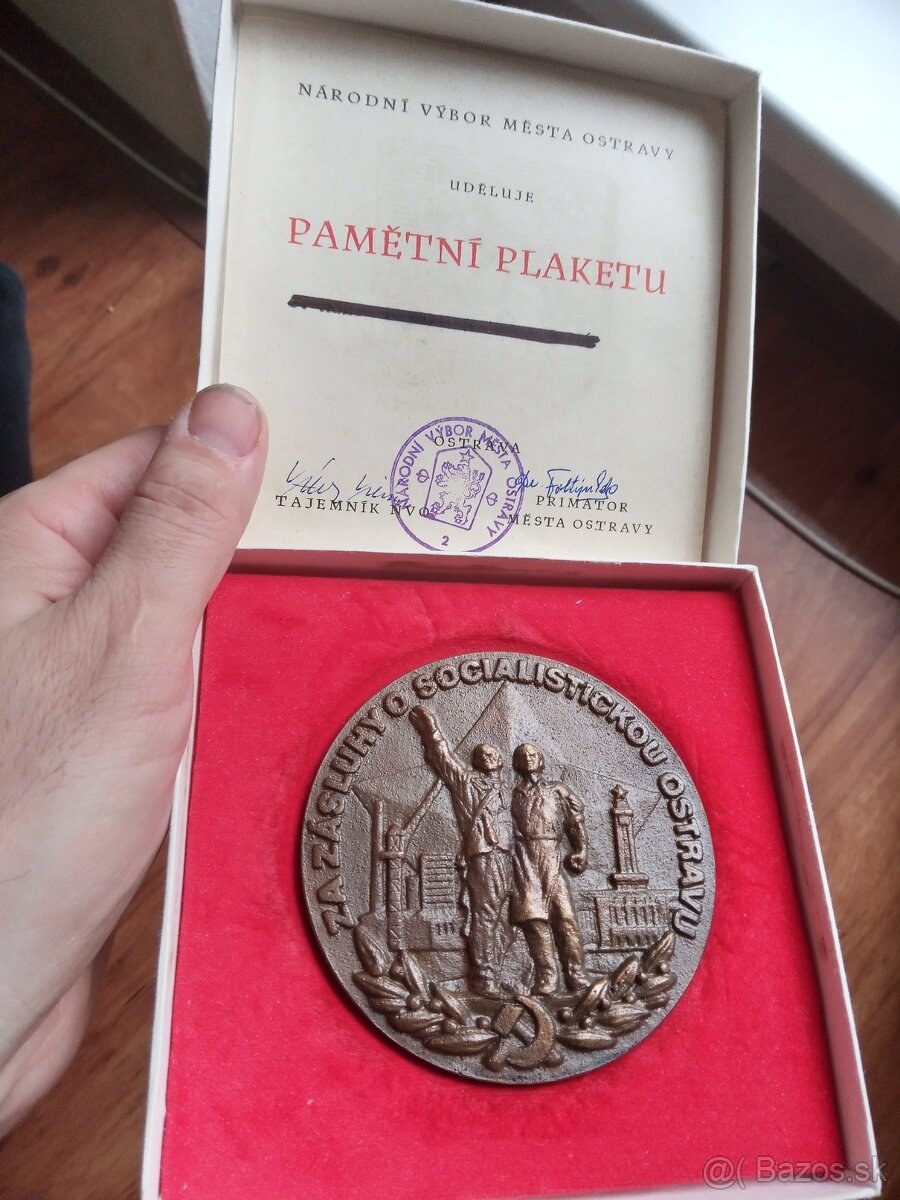 NÁRODNÍ VÝBOR MĚSTA OSTRAVY
UDĚLUJE
PAMĚTNÍ PLAKETU
OSTRAVA
NÁRODNÍ VÝBOR MĚSTA OSTRAVY
2
TAJEMNÍK NVO
PRIMÁTOR
MĚSTA OSTRAVY
ZA ZÁSLUHY O SOCIALISTICKOU OSTRAVU
@( Bazos.sk